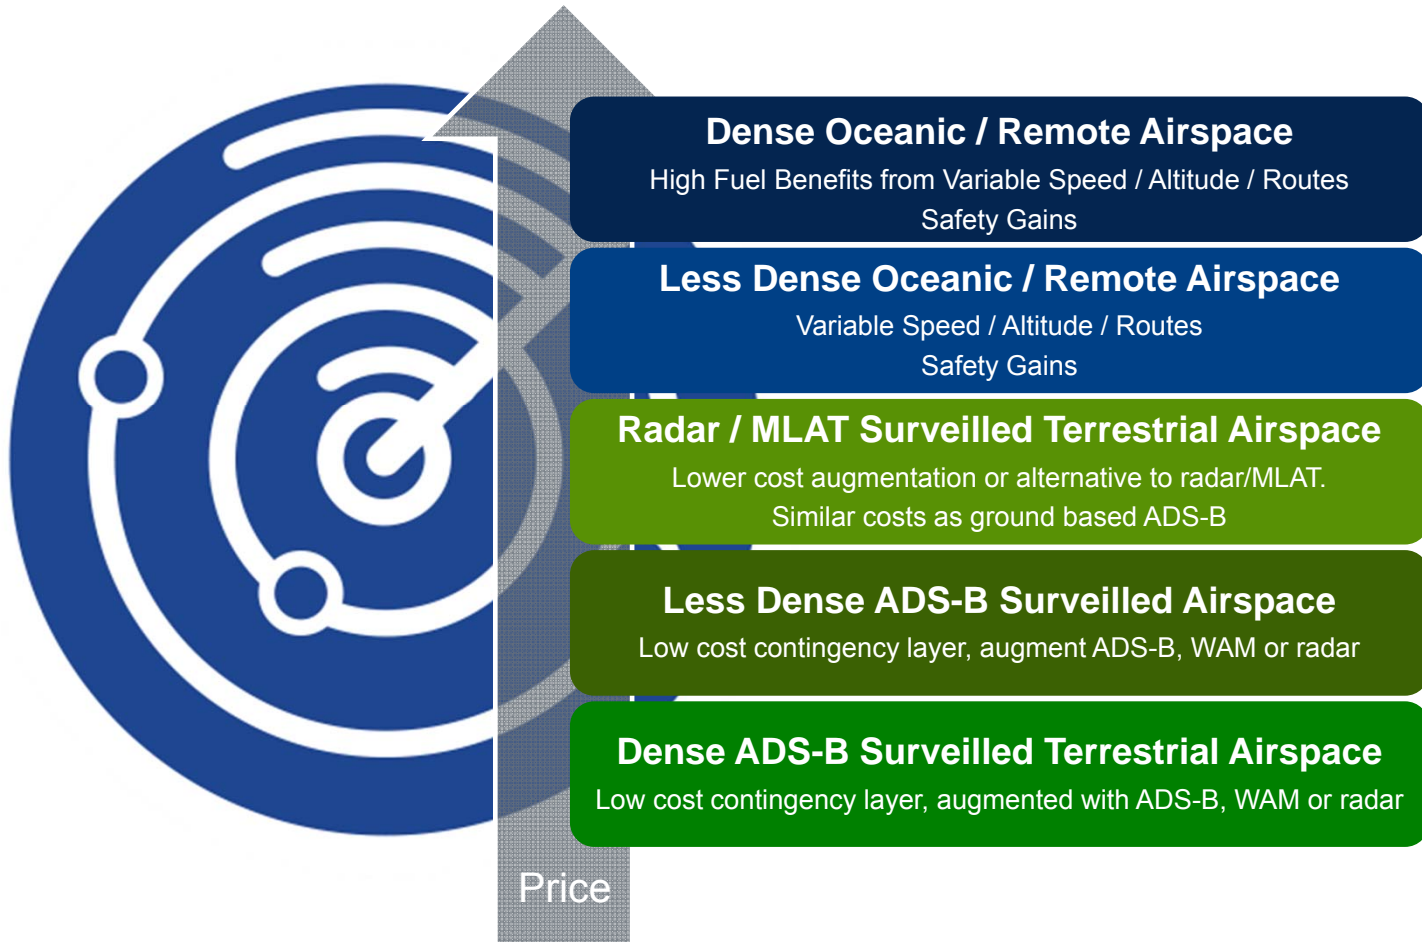 Dense Oceanic / Remote Airspace
High Fuel Benefits from Variable Speed / Altitude / Routes
Safety Gains
Less Dense Oceanic / Remote Airspace
Variable Speed / Altitude / Routes
Safety Gains
Radar / MLAT Surveilled Terrestrial Airspace
Lower cost augmentation or alternative to radar/MLAT.
Similar costs as ground based ADS-B
Less Dense ADS-B Surveilled Airspace
Low cost contingency layer, augment ADS-B, WAM or radar
Dense ADS-B Surveilled Terrestrial Airspace
Low cost contingency layer, augmented with ADS-B, WAM or radar
Price